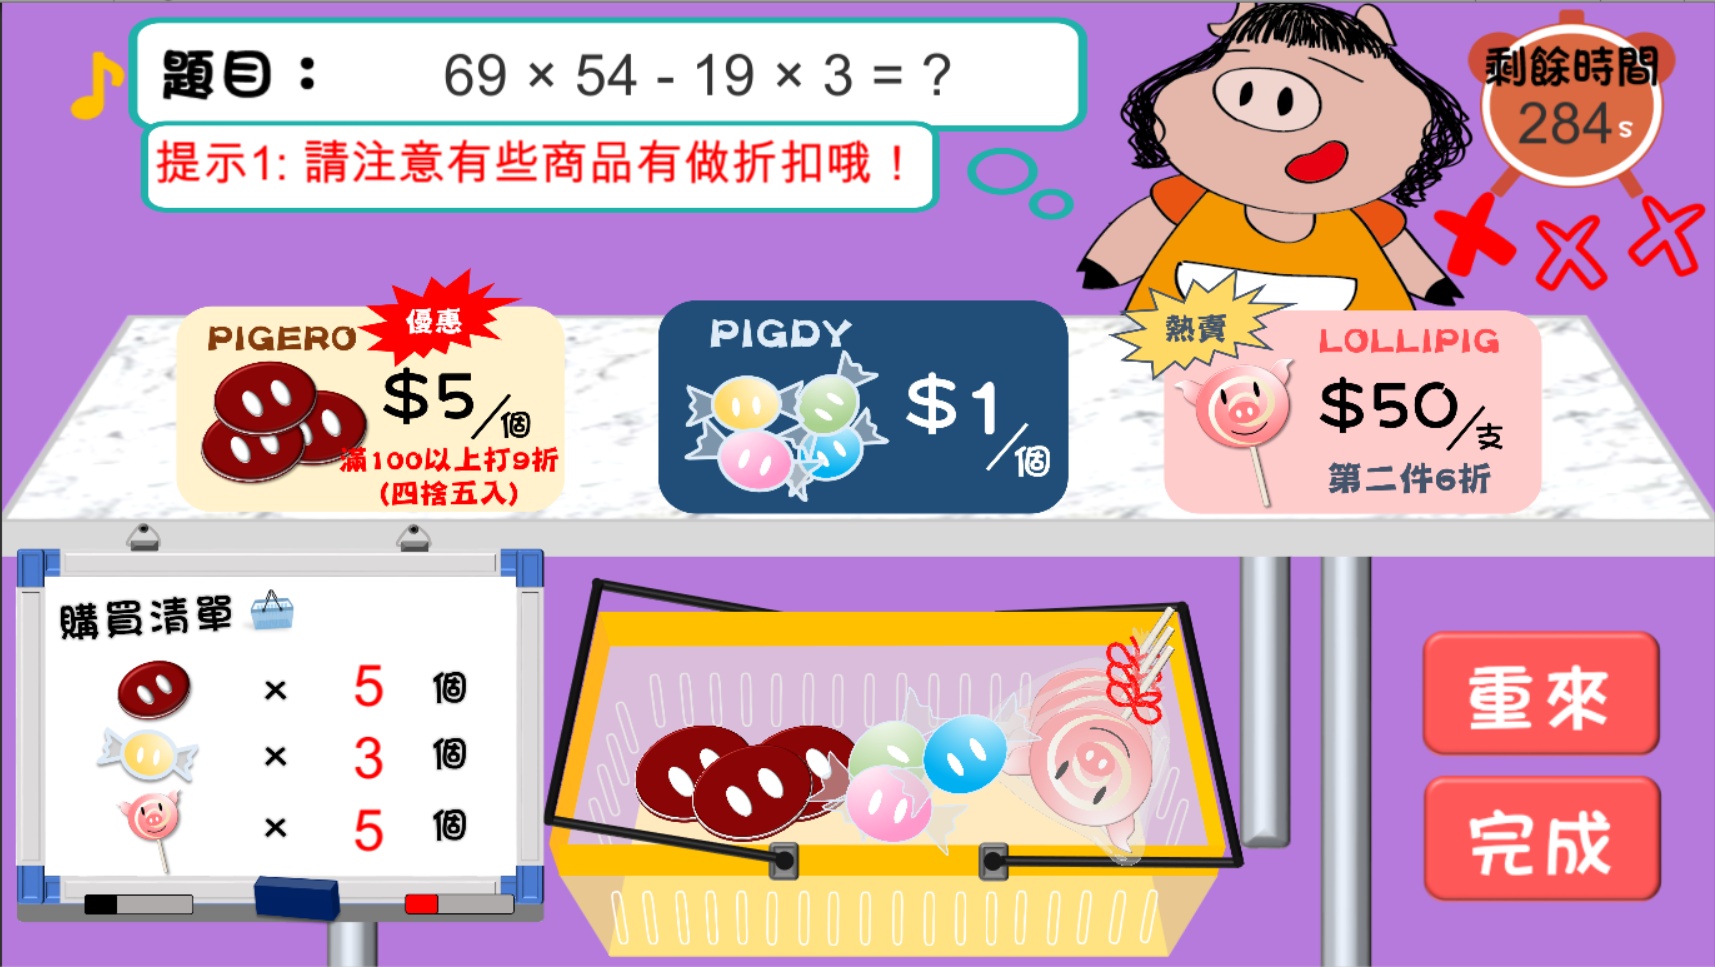 題目：
69 × 54 - 19 × 3 = ?
提示1: 請注意有些商品有做折扣哦！
剩餘時間
284s
PIGERO
優惠
$5/個
滿100以上打9折
(四捨五入)
PIGDY
$1/個
熱賣
LOLLIPIG
$50/支
第二件6折
購買清單
× 5 個
× 3 個
× 5 個
重來
完成